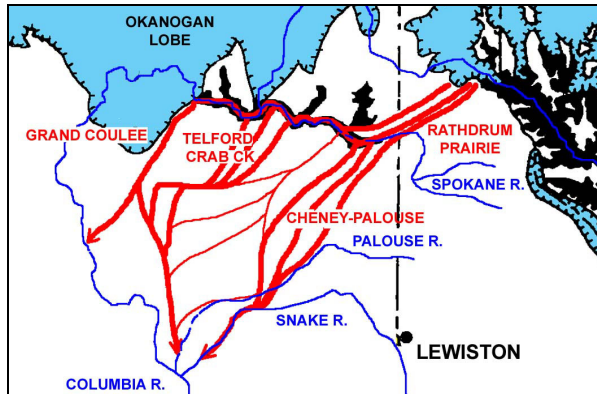 OKANOGAN
LOBE
GRAND COULEE
TELFORD
CRAB CK
RATHDRUM
PRAIRIE
SPOKANE R.
CHENEY-PALOUSE
PALOUSE R.
SNAKE R.
LEWISTON
COLUMBIA R.